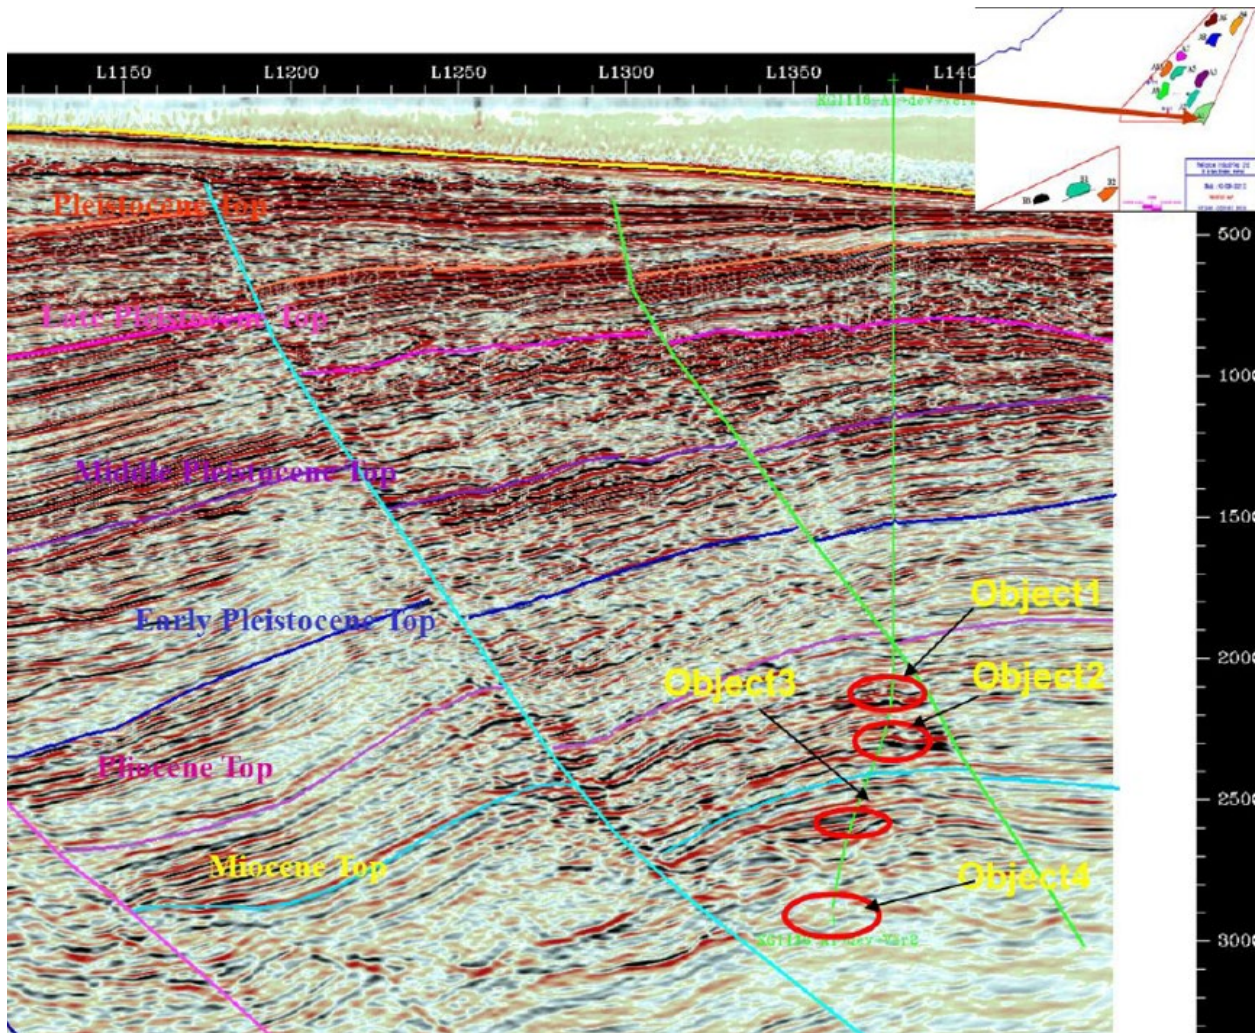 L1150 L1200 L1250 L1300 L1350
Pleistocene Top
500
Late Pleistocene Top
1000
Middle Pleistocene Top
1500
Object1
Early Pleistocene Top
2000
Object2
Object3
Pliocene Top
2500
Miocene Top
Object4
3000